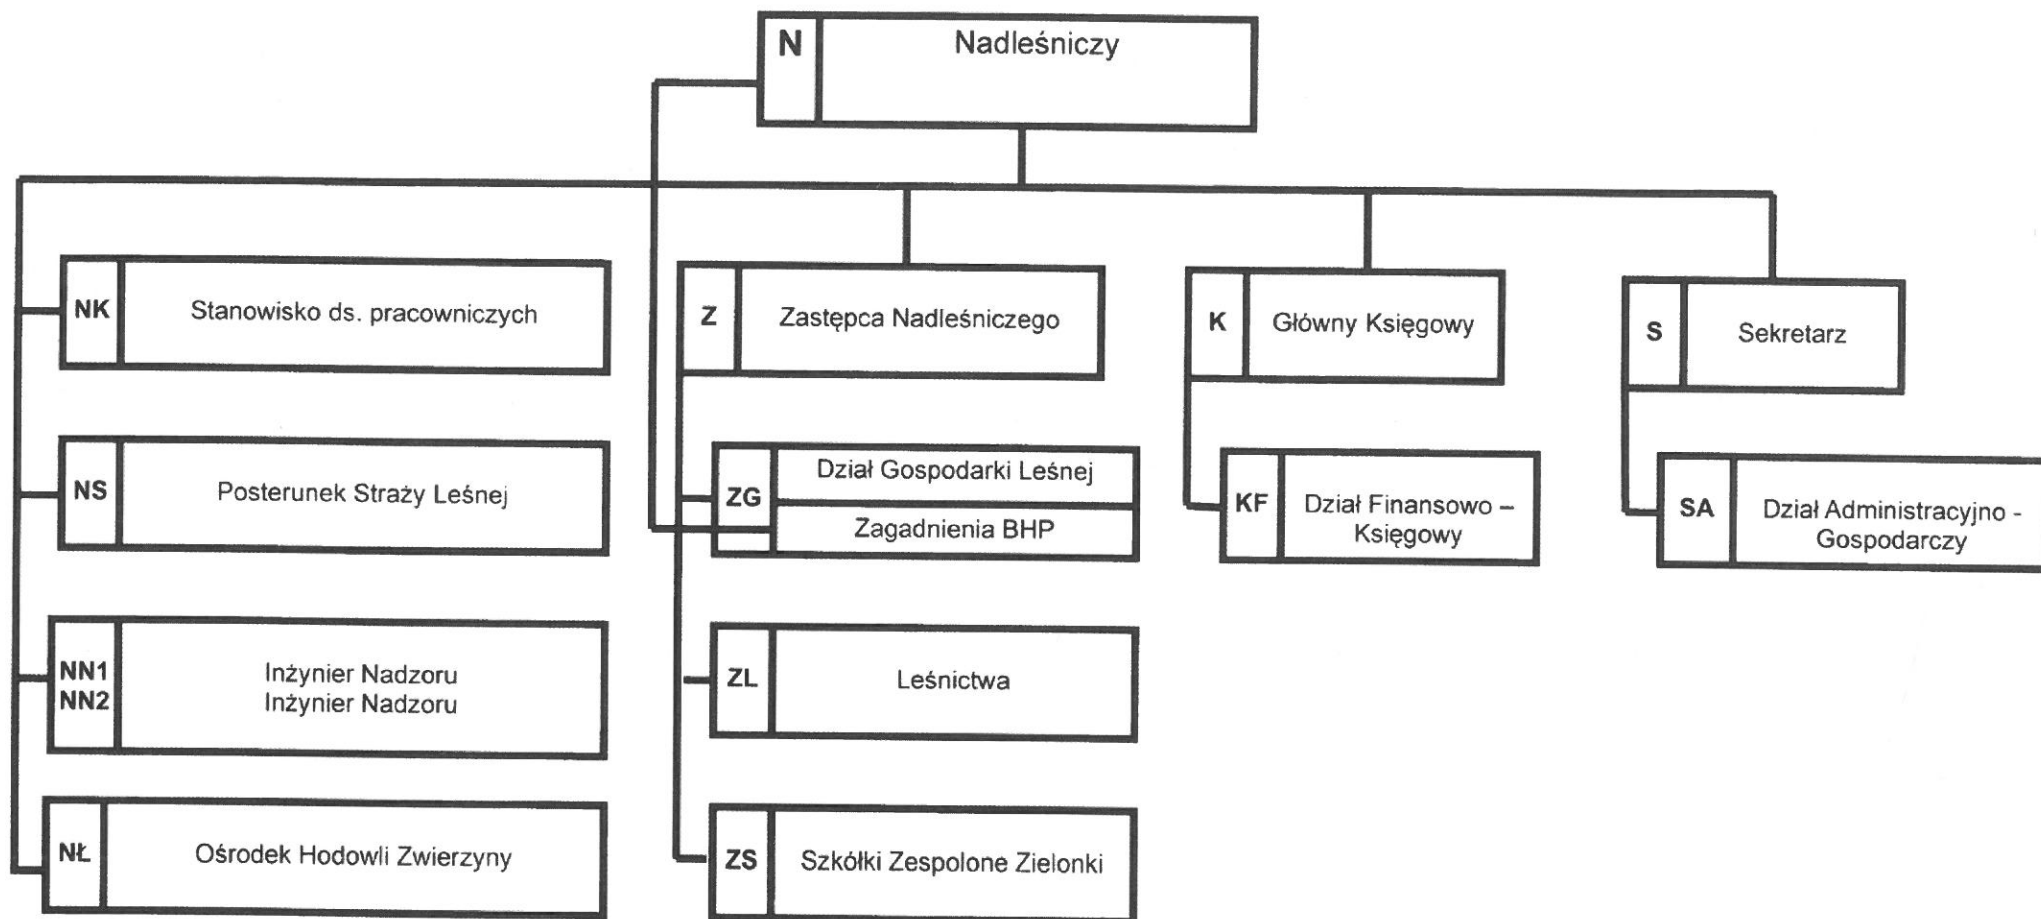 N Nadleśniczy
NK Stanowisko ds. pracowniczych
Z Zastępca Nadleśniczego
K Główny Księgowy
S Sekretarz
NS Posterunek Straży Leśnej
ZG Dział Gospodarki Leśnej
Zagadnienia BHP
KF Dział Finansowo –
Księgowy
SA Dział Administracyjno -
Gospodarczy
NN1 Inżynier Nadzoru
NN2 Inżynier Nadzoru
ZL Leśnictwa
NŁ Ośrodek Hodowli Zwierzyny
ZS Szkółki Zespolone Zielonki